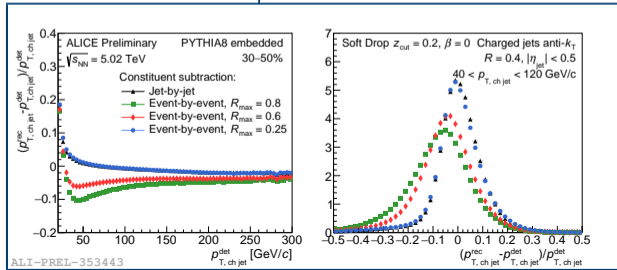 ALICE Preliminary
PYTHIA8 embedded
√s_NN = 5.02 TeV
30–50%
Constituent subtraction:
Jet-by-jet
Event-by-event, R_max = 0.8
Event-by-event, R_max = 0.6
Event-by-event, R_max = 0.25
(p^rec_T, ch jet - p^det_T, ch jet)/p^det_T, ch jet
0.4
0.3
0.2
0.1
0.0
−0.1
−0.2
50 100 150 200 250 300
p^det_T, ch jet [GeV/c]
ALI-PREL-353443
Soft Drop z_cut = 0.2, β = 0 Charged jets anti-k_T
R = 0.4, |η_jet| < 0.5
40 < p_T, ch jet < 120 GeV/c
7
6
5
4
3
2
1
0
−0.5 −0.4 −0.3 −0.2 −0.1 0 0.1 0.2 0.3 0.4 0.5
(p^rec_T, ch jet - p^det_T, ch jet)/p^det_T, ch jet